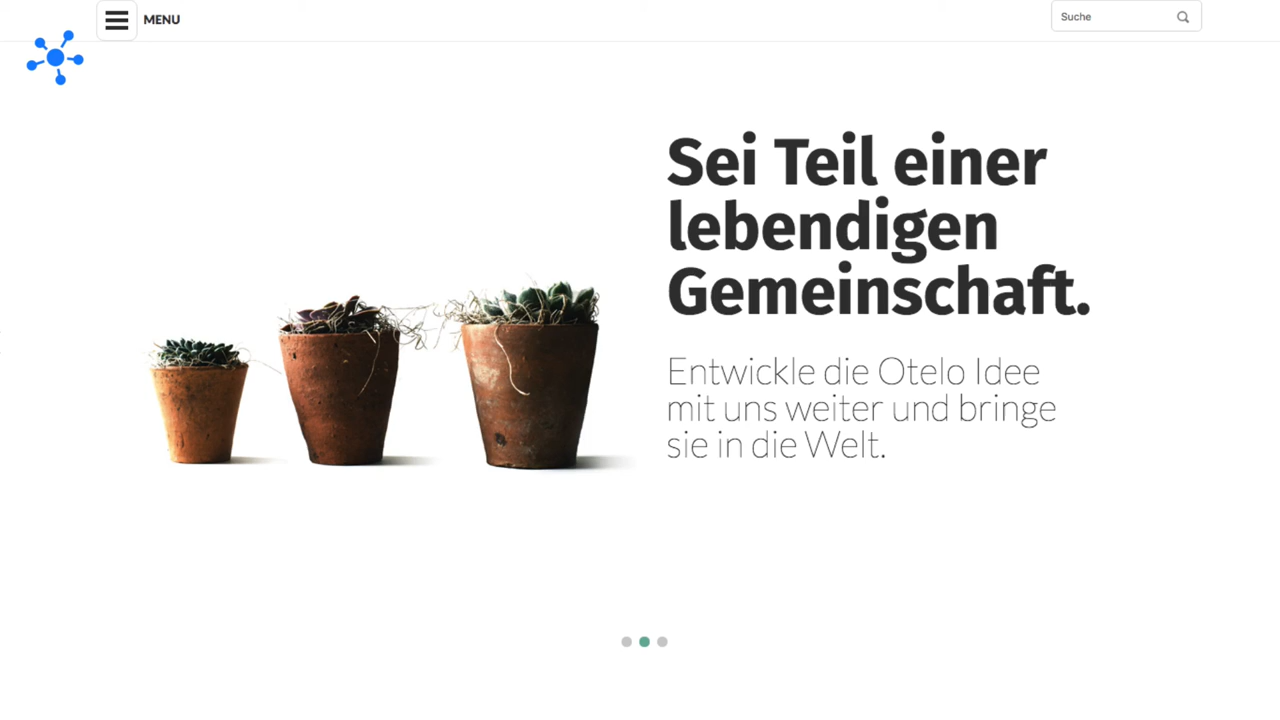 MENU
Suche
Sei Teil einer
lebendigen
Gemeinschaft.
Entwickle die Otelo Idee
mit uns weiter und bringe
sie in die Welt.